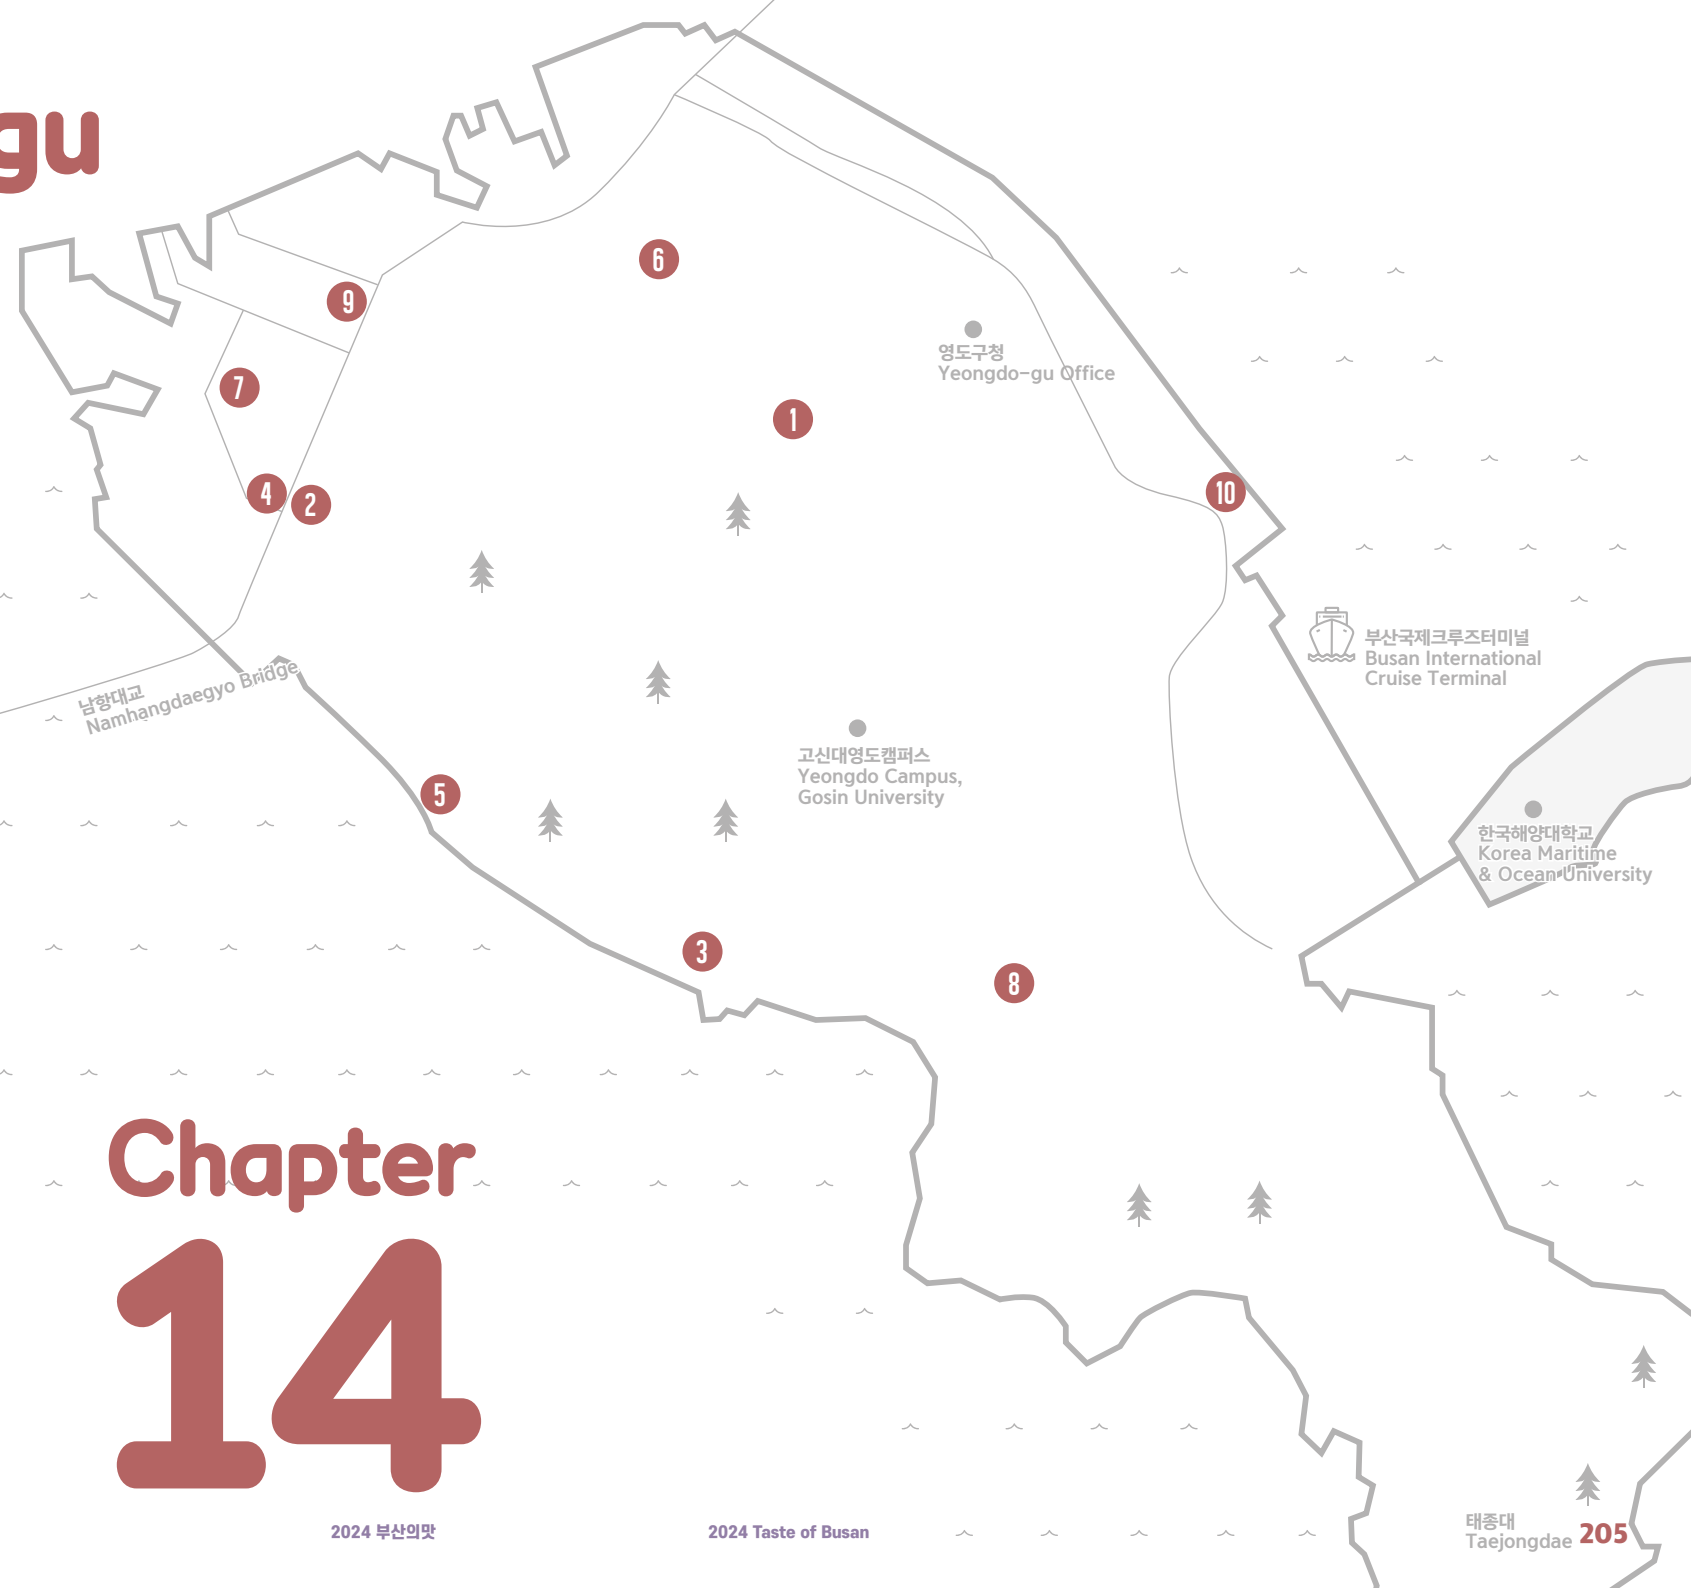 gu
6
9
영도구청
Yeongdo-gu Office
7
1
4
2
10
부산국제크루즈터미널
Busan International
Cruise Terminal
남항대교
Namhangdaegyo Bridge
고신대영도캠퍼스
Yeongdo Campus,
Gosin University
5
한국해양대학교
Korea Maritime
& Ocean University
3
8
Chapter
14
태종대
Taejongdae
2024 부산의맛
2024 Taste of Busan
205